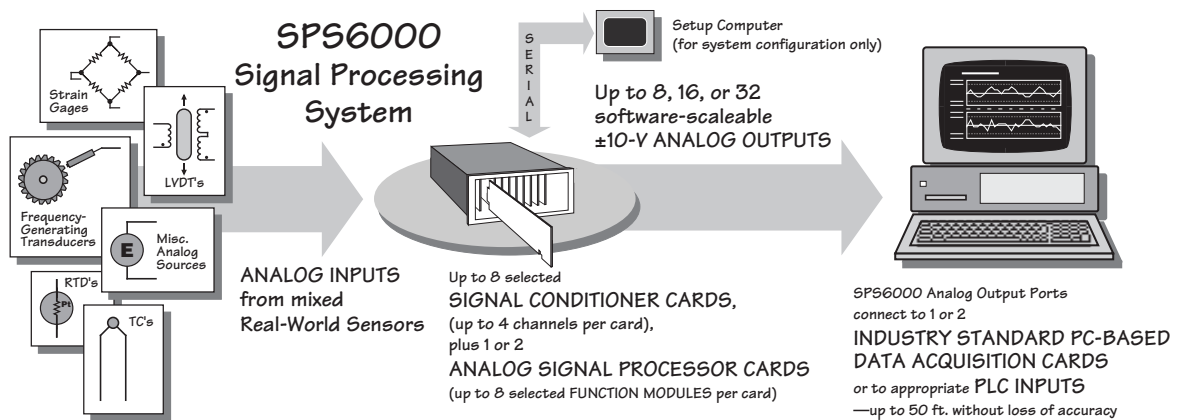 SPS6000
Signal Processing
System
Strain
Gages
LVDT's
Frequency-
Generating
Transducers
E
Misc.
Analog
Sources
RTD's
Pt
TC's
ANALOG INPUTS
from mixed
Real-World Sensors
SERIAL
Setup Computer
(for system configuration only)
Up to 8, 16, or 32
software-scaleable
±10-V ANALOG OUTPUTS
Up to 8 selected
SIGNAL CONDITIONER CARDS,
(up to 4 channels per card),
plus 1 or 2
ANALOG SIGNAL PROCESSOR CARDS
(up to 8 selected FUNCTION MODULES per card)
SPS6000 Analog Output Ports
connect to 1 or 2
INDUSTRY STANDARD PC-BASED
DATA ACQUISITION CARDS
or to appropriate PLC INPUTS
—up to 50 ft. without loss of accuracy